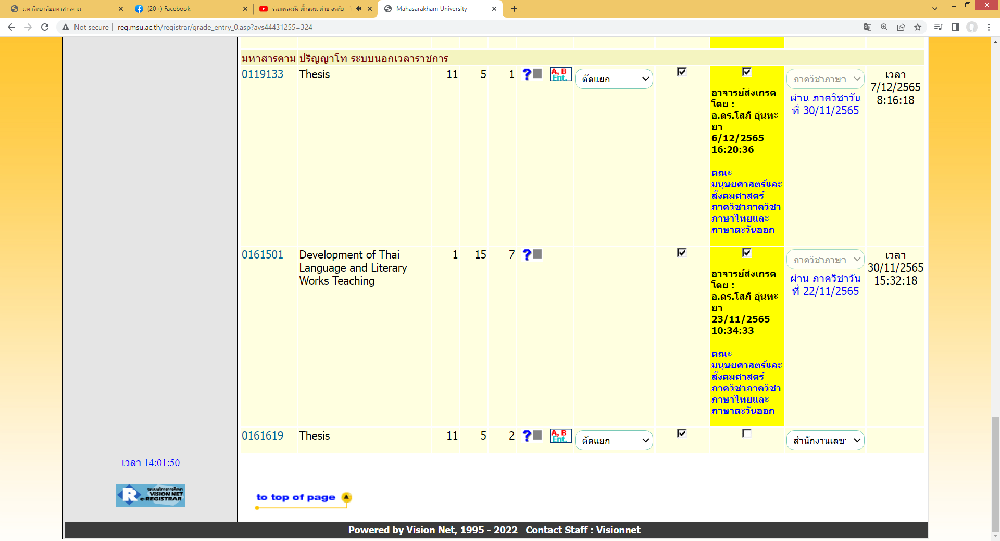 มหาวิทยาลัยมหาสารคาม
(20+) Facebook
ร่วมเพลงดัง ตั๊กแตน ต่าย อรทัย -
Mahasarakham University
Not secure
reg.msu.ac.th/registrar/grade_entry_0.asp?avs44431255=324
มหาสารคาม ปริญญาโท ระบบนอกเวลาราชการ
0119133 Thesis 11 5 1 A, B Ent. ตัดแยก
อาจารย์ส่งเกรด
โดย :
อ.ดร.โสภี อุ่นทะ
ยา
6/12/2565
16:20:36
คณะ
มนุษยศาสตร์และ
สังคมศาสตร์
ภาควิชาภาควิชา
ภาษาไทยและ
ภาษาตะวันออก
ภาควิชาภาษา
ผ่าน ภาควิชาวัน
ที่ 30/11/2565
เวลา
7/12/2565
8:16:18
0161501 Development of Thai
Language and Literary
Works Teaching
1 15 7
อาจารย์ส่งเกรด
โดย :
อ.ดร.โสภี อุ่นทะ
ยา
23/11/2565
10:34:33
คณะ
มนุษยศาสตร์และ
สังคมศาสตร์
ภาควิชาภาควิชา
ภาษาไทยและ
ภาษาตะวันออก
ภาควิชาภาษา
ผ่าน ภาควิชาวัน
ที่ 22/11/2565
เวลา
30/11/2565
15:32:18
0161619 Thesis 11 5 2 A, B Ent. ตัดแยก สำนักงานเลขา
เวลา 14:01:50
ระบบบริการการศึกษา
VISION NET
R e-REGISTRAR
to top of page
Powered by Vision Net, 1995 - 2022 Contact Staff : Visionnet